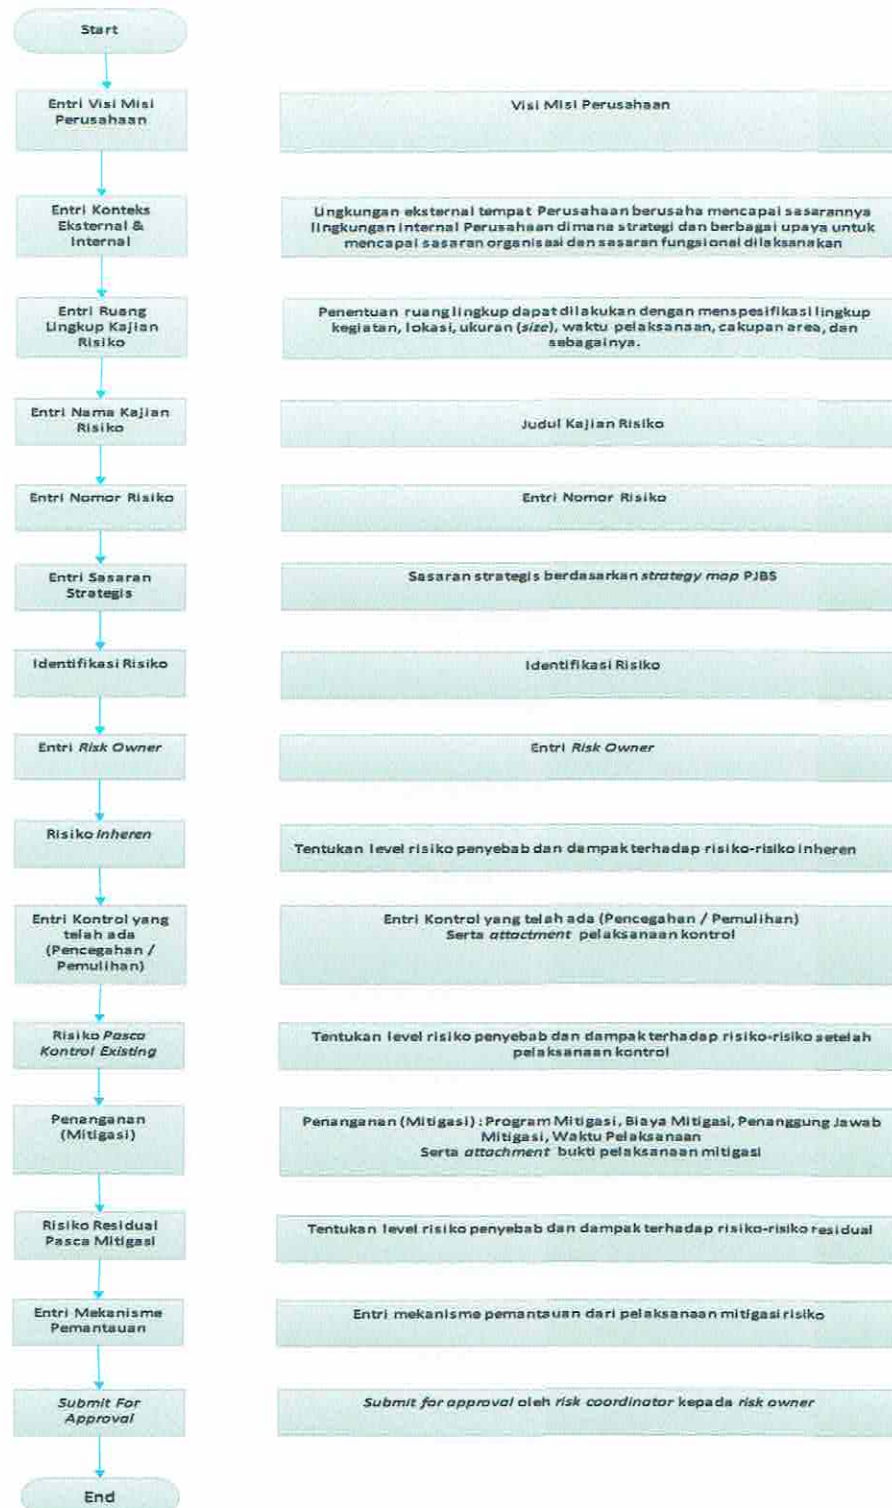 Start
Entri Visi Misi
Perusahaan
Visi Misi Perusahaan
Entri Konteks
Eksternal &
Internal
Lingkungan eksternal tempat Perusahaan berusaha mencapai sasarannya
lingkungan internal Perusahaan dimana strategi dan berbagai upaya untuk
mencapai sasaran organisasi dan sasaran fungsional dilaksanakan
Entri Ruang
Lingkup Kajian
Risiko
Penentuan ruang lingkup dapat dilakukan dengan menspesifikasi lingkup
kegiatan, lokasi, ukuran (size), waktu pelaksanaan, cakupan area, dan
sebagainya.
Entri Nama Kajian
Risiko
Judul Kajian Risiko
Entri Nomor Risiko
Entri Nomor Risiko
Entri Sasaran
Strategis
Sasaran strategis berdasarkan strategy map PJBS
Identifikasi Risiko
Identifikasi Risiko
Entri Risk Owner
Entri Risk Owner
Risiko Inheren
Tentukan level risiko penyebab dan dampak terhadap risiko-risiko inheren
Entri Kontrol yang
telah ada
(Pencegahan /
Pemulihan)
Entri Kontrol yang telah ada (Pencegahan / Pemulihan)
Serta attactment pelaksanaan kontrol
Risiko Pasca
Kontrol Existing
Tentukan level risiko penyebab dan dampak terhadap risiko-risiko setelah
pelaksanaan kontrol
Penanganan
(Mitigasi)
Penanganan (Mitigasi) : Program Mitigasi, Biaya Mitigasi, Penanggung Jawab
Mitigasi, Waktu Pelaksanaan
Serta attachment bukti pelaksanaan mitigasi
Risiko Residual
Pasca Mitigasi
Tentukan level risiko penyebab dan dampak terhadap risiko-risiko residual
Entri Mekanisme
Pemantauan
Entri mekanisme pemantauan dari pelaksanaan mitigasi risiko
Submit For
Approval
Submit for approval oleh risk coordinator kepada risk owner
End